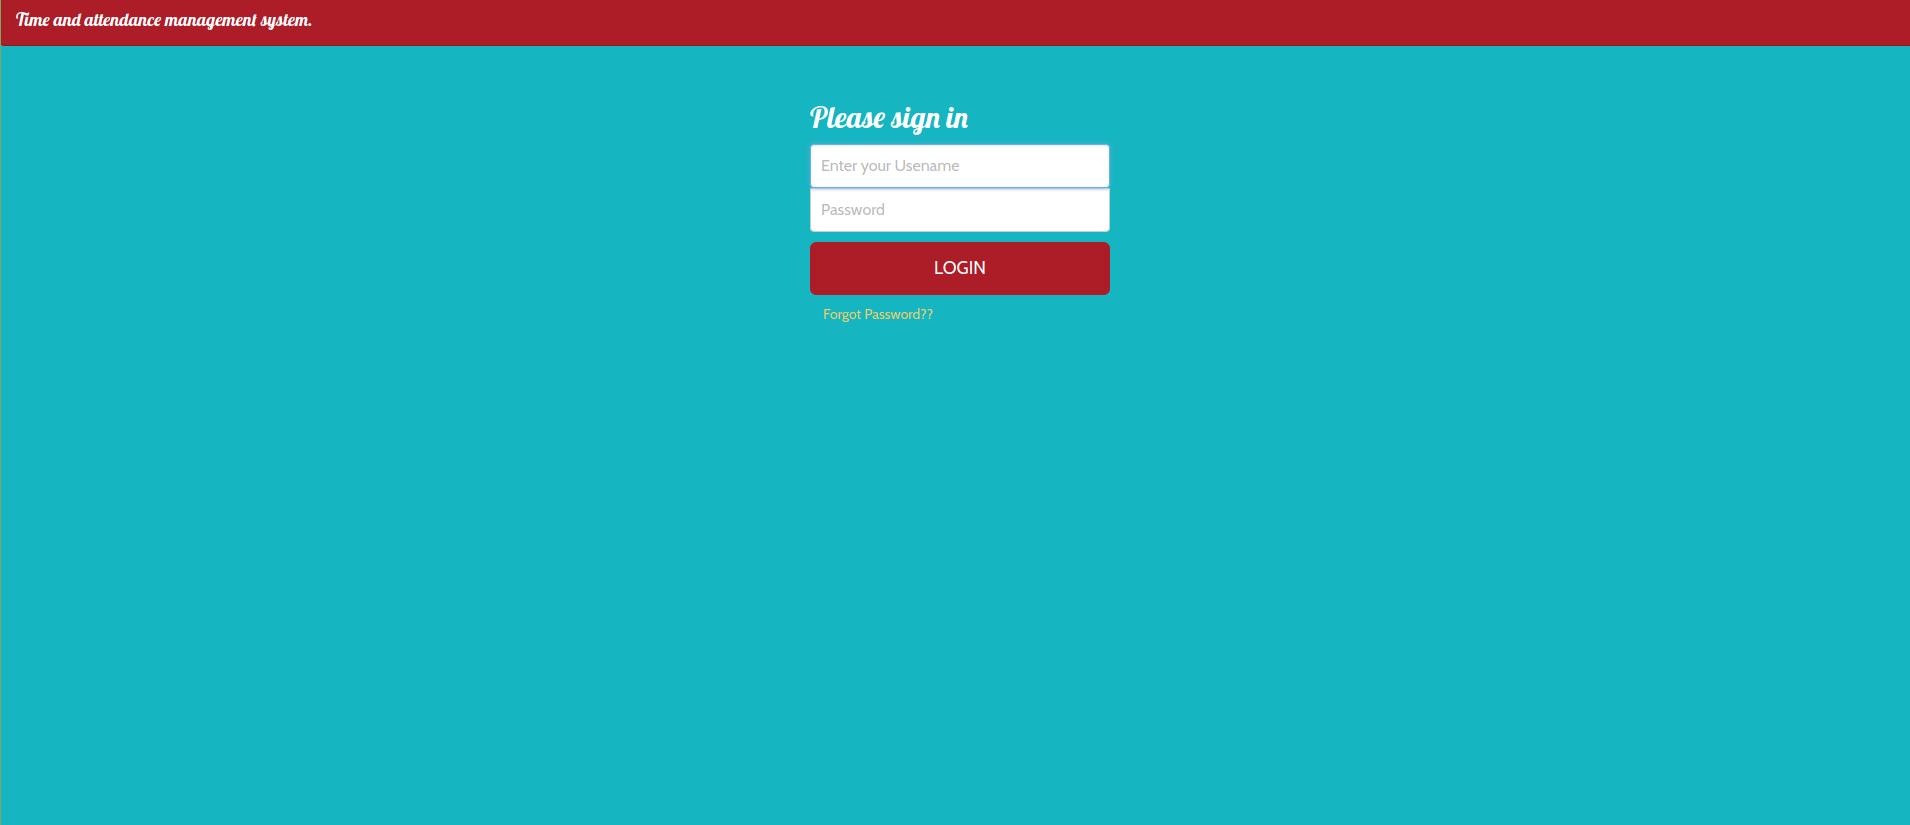 Time and attendance management system.
Please sign in
Enter your Usename
Password
LOGIN
Forgot Password??